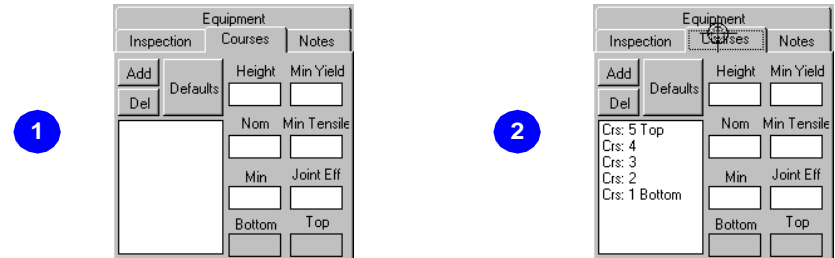 1
Equipment
Inspection Courses Notes
Add Defaults Height Min Yield
Del
Nom Min Tensile
Min Joint Eff
Bottom Top
2
Equipment
Inspection Courses Notes
Add Defaults Height Min Yield
Del
Crs: 5 Top
Crs: 4
Crs: 3
Crs: 2
Crs: 1 Bottom
Nom Min Tensile
Min Joint Eff
Bottom Top